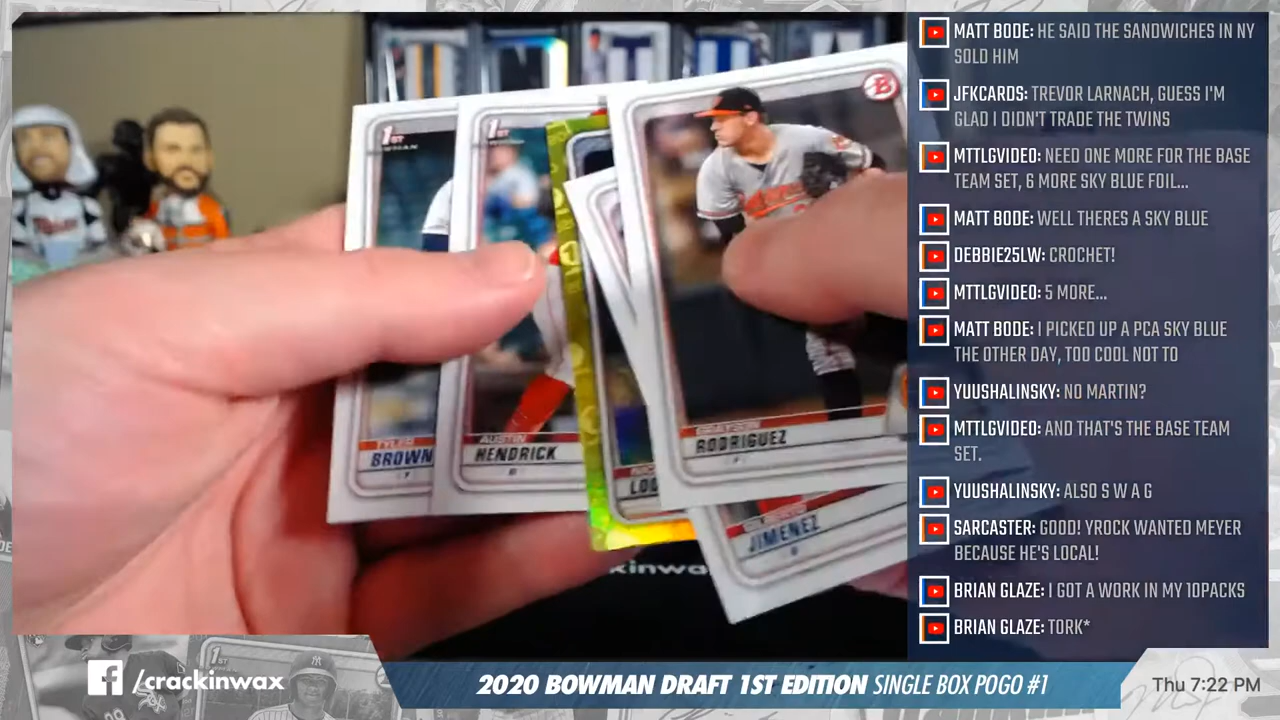 MATT BODE: HE SAID THE SANDWICHES IN NY
SOLD HIM
JFKCARDS: TREVOR LARNACH, GUESS I'M
GLAD I DIDN'T TRADE THE TWINS
MTTLGVIDEO: NEED ONE MORE FOR THE BASE
TEAM SET, 6 MORE SKY BLUE FOIL...
MATT BODE: WELL THERES A SKY BLUE
DEBBIE25LW: CROCHET!
MTTLGVIDEO: 5 MORE...
MATT BODE: I PICKED UP A PCA SKY BLUE
THE OTHER DAY, TOO COOL NOT TO
YUUSHALINSKY: NO MARTIN?
MTTLGVIDEO: AND THAT'S THE BASE TEAM
SET.
YUUSHALINSKY: ALSO S W A G
SARCASTER: GOOD! YROCK WANTED MEYER
BECAUSE HE'S LOCAL!
BRIAN GLAZE: I GOT A WORK IN MY 10PACKS
BRIAN GLAZE: TORK*
1ST
1ST
B
TYLER
BROWN
AUSTIN
HENDRICK
GRAYSON
RODRIGUEZ
JIMENEZ
/crackinwax
2020 BOWMAN DRAFT 1ST EDITION SINGLE BOX POGO #1
Thu 7:22 PM